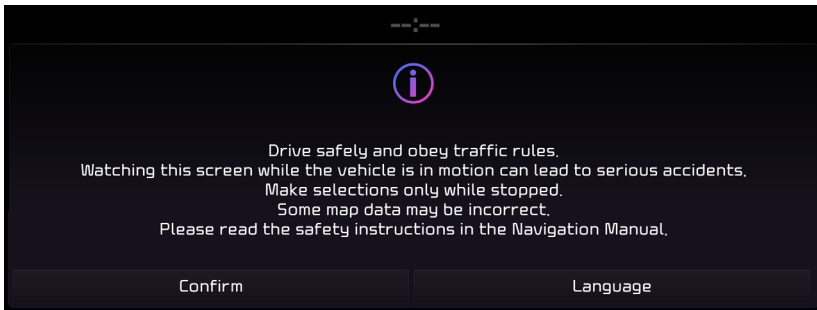 --:--
Drive safely and obey traffic rules.
Watching this screen while the vehicle is in motion can lead to serious accidents.
Make selections only while stopped.
Some map data may be incorrect.
Please read the safety instructions in the Navigation Manual.
Confirm
Language